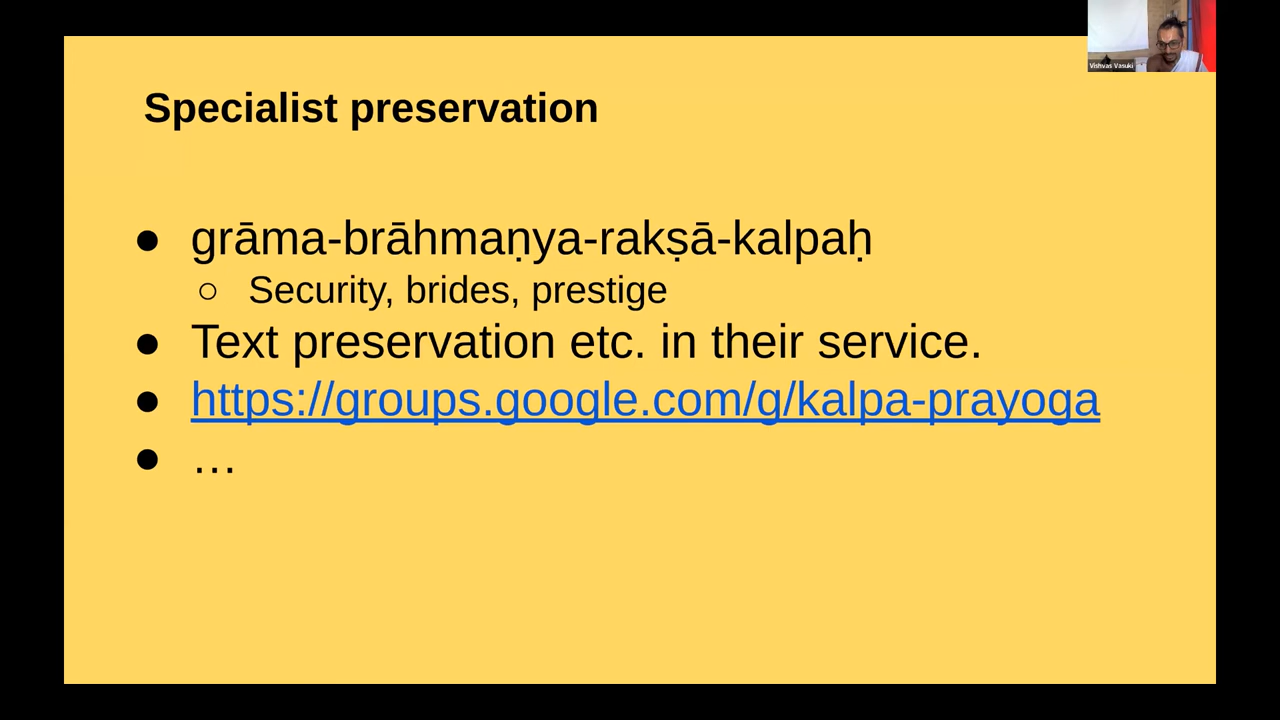 Vishvas Vasuki
Specialist preservation
● grāma-brāhmaṇya-rakṣā-kalpaḥ
○ Security, brides, prestige
● Text preservation etc. in their service.
● https://groups.google.com/g/kalpa-prayoga
● …